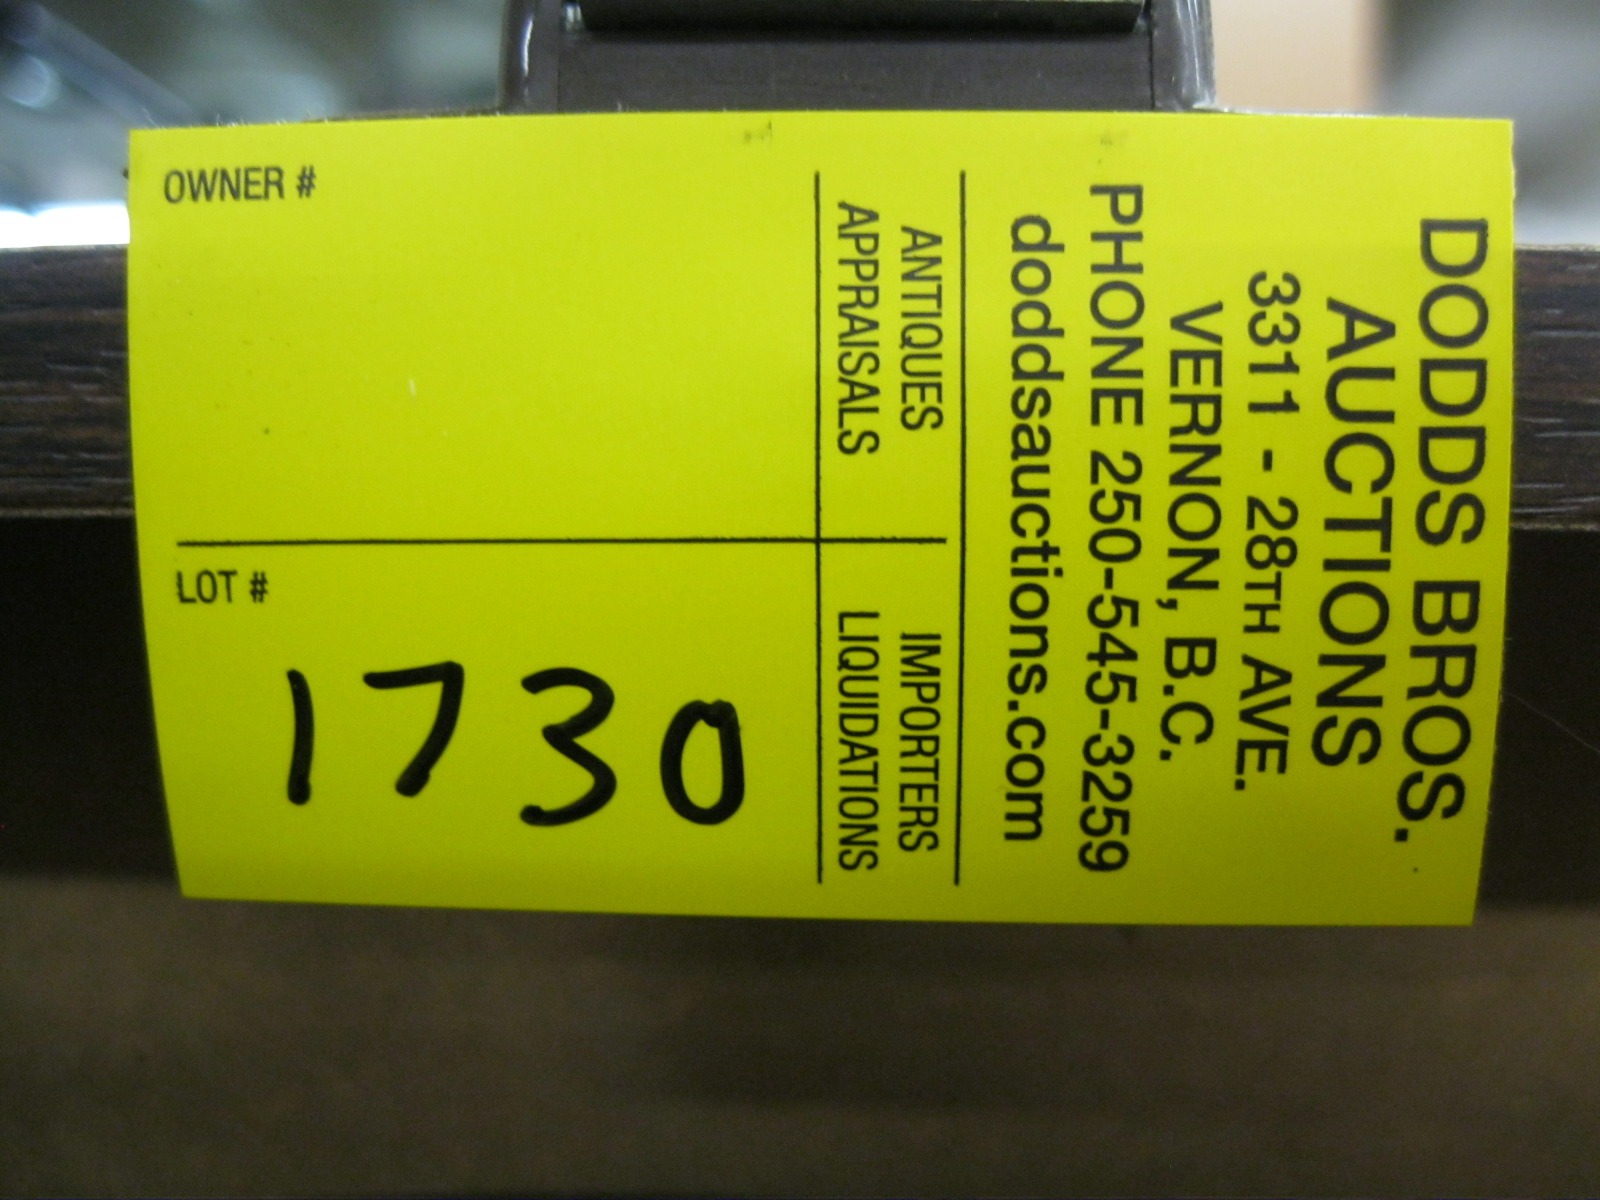 DODDS BROS.
AUCTIONS
3311 - 28TH AVE.
VERNON, B.C.
PHONE 250-545-3259
doddsauctions.com
ANTIQUES
APPRAISALS
IMPORTERS
LIQUIDATIONS
OWNER #
LOT #
1730